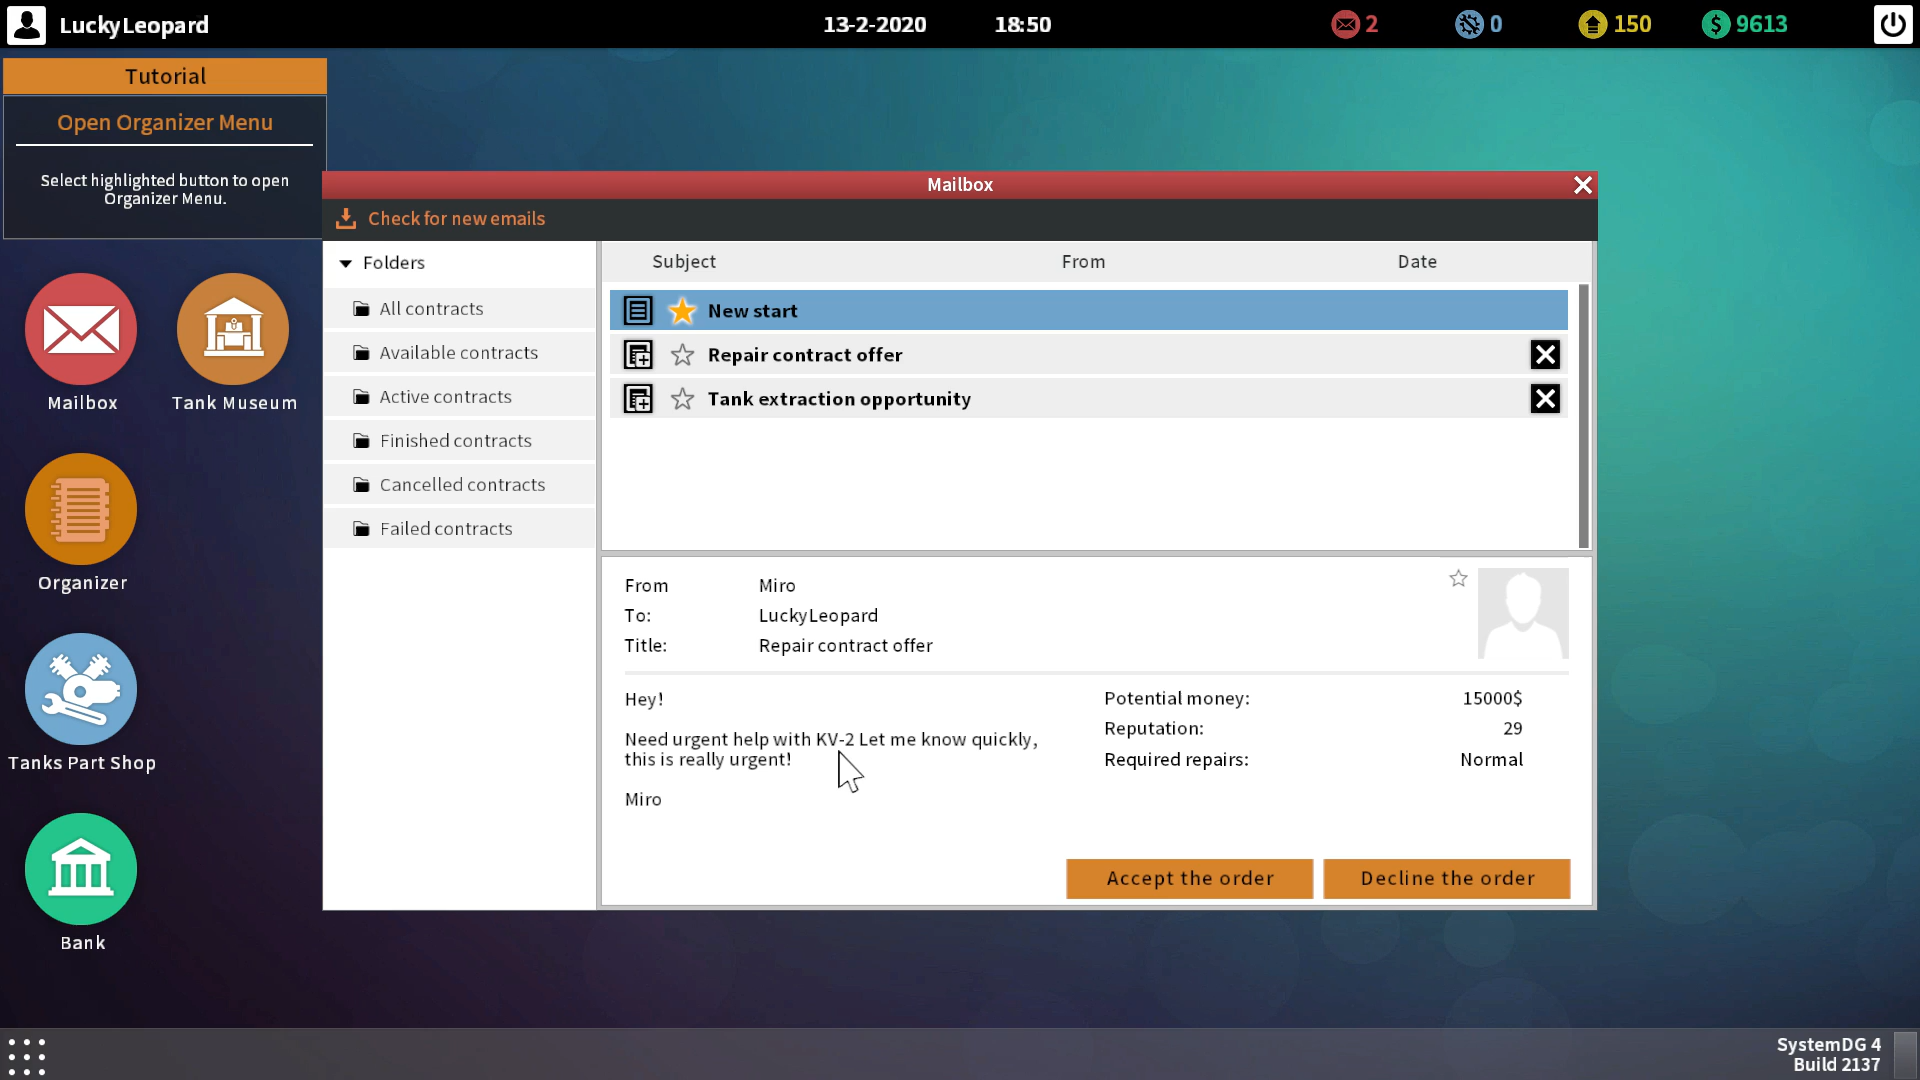 LuckyLeopard
13-2-2020
18:50
2
0
150
$ 9613
Tutorial
Open Organizer Menu
Select highlighted button to open
Organizer Menu.
Mailbox
Tank Museum
Organizer
Tanks Part Shop
Bank
Mailbox
Check for new emails
Folders
All contracts
Available contracts
Active contracts
Finished contracts
Cancelled contracts
Failed contracts
Subject From Date
New start
Repair contract offer
Tank extraction opportunity
From Miro
To: LuckyLeopard
Title: Repair contract offer
Hey!
Need urgent help with KV-2 Let me know quickly,
this is really urgent!
Miro
Potential money: 15000$
Reputation: 29
Required repairs: Normal
Accept the order
Decline the order
SystemDG 4
Build 2137